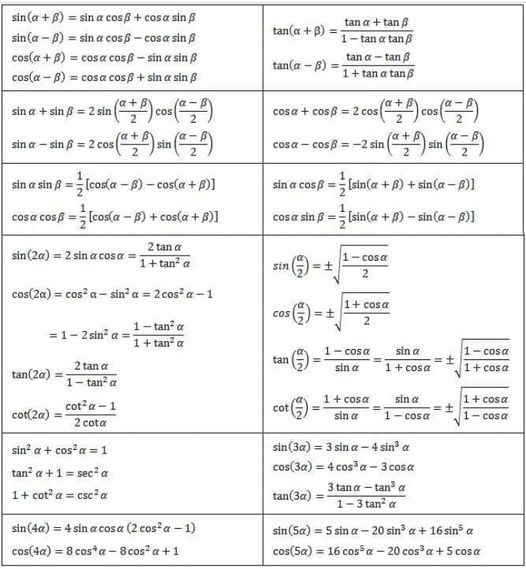 sin(α + β) = sin α cos β + cos α sin β
sin(α − β) = sin α cos β − cos α sin β
cos(α + β) = cos α cos β − sin α sin β
cos(α − β) = cos α cos β + sin α sin β
tan(α + β) = (tan α + tan β)/(1 − tan α tan β)
tan(α − β) = (tan α − tan β)/(1 + tan α tan β)
sin α + sin β = 2 sin((α + β)/2) cos((α − β)/2)
sin α − sin β = 2 cos((α + β)/2) sin((α − β)/2)
cos α + cos β = 2 cos((α + β)/2) cos((α − β)/2)
cos α − cos β = −2 sin((α + β)/2) sin((α − β)/2)
sin α sin β = 1/2 [cos(α − β) − cos(α + β)]
cos α cos β = 1/2 [cos(α − β) + cos(α + β)]
sin α cos β = 1/2 [sin(α + β) + sin(α − β)]
cos α sin β = 1/2 [sin(α + β) − sin(α − β)]
sin(2α) = 2 sin α cos α = (2 tan α)/(1 + tan² α)
cos(2α) = cos² α − sin² α = 2 cos² α − 1
= 1 − 2 sin² α = (1 − tan² α)/(1 + tan² α)
tan(2α) = (2 tan α)/(1 − tan² α)
cot(2α) = (cot² α − 1)/(2 cot α)
sin(α/2) = ±√((1 − cos α)/2)
cos(α/2) = ±√((1 + cos α)/2)
tan(α/2) = (1 − cos α)/(sin α) = (sin α)/(1 + cos α) = ±√((1 − cos α)/(1 + cos α))
cot(α/2) = (1 + cos α)/(sin α) = (sin α)/(1 − cos α) = ±√((1 + cos α)/(1 − cos α))
sin² α + cos² α = 1
tan² α + 1 = sec² α
1 + cot² α = csc² α
sin(3α) = 3 sin α − 4 sin³ α
cos(3α) = 4 cos³ α − 3 cos α
tan(3α) = (3 tan α − tan³ α)/(1 − 3 tan² α)
sin(4α) = 4 sin α cos α (2 cos² α − 1)
cos(4α) = 8 cos⁴ α − 8 cos² α + 1
sin(5α) = 5 sin α − 20 sin³ α + 16 sin⁵ α
cos(5α) = 16 cos⁵ α − 20 cos³ α + 5 cos α